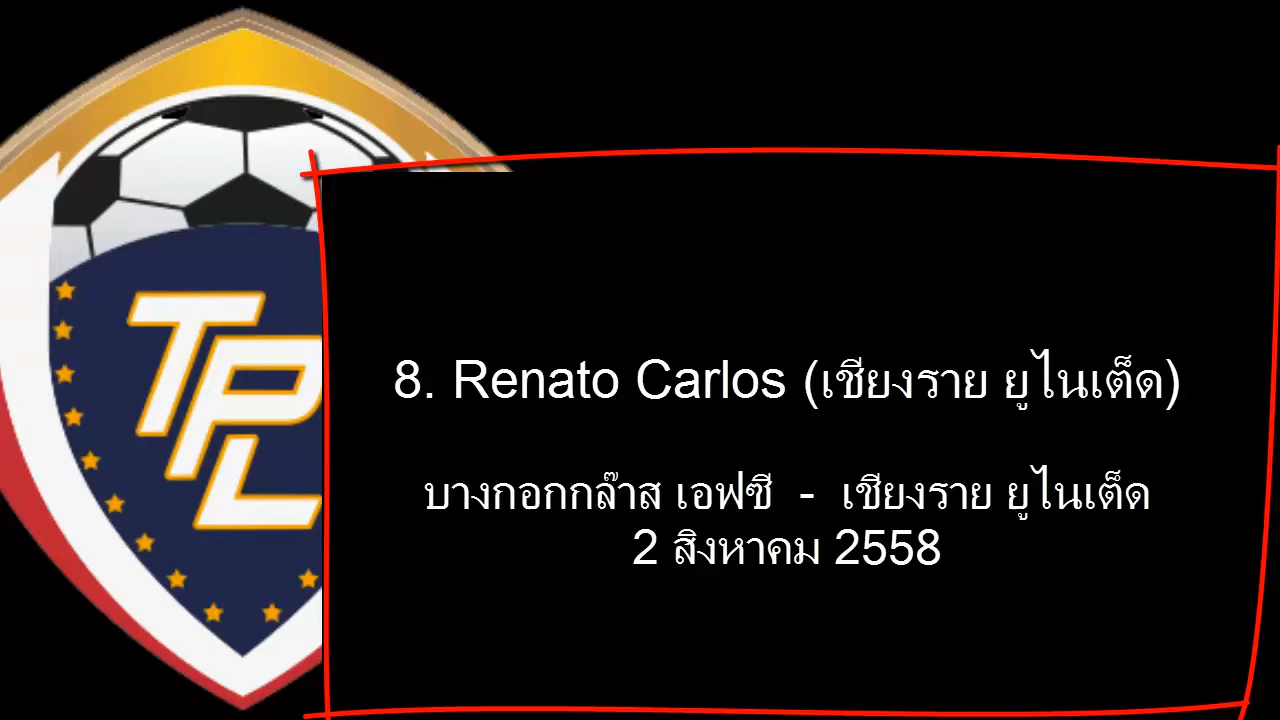 TPL
8. Renato Carlos (เชียงราย ยูไนเต็ด)
บางกอกกล๊าส เอฟซี - เชียงราย ยูไนเต็ด
2 สิงหาคม 2558